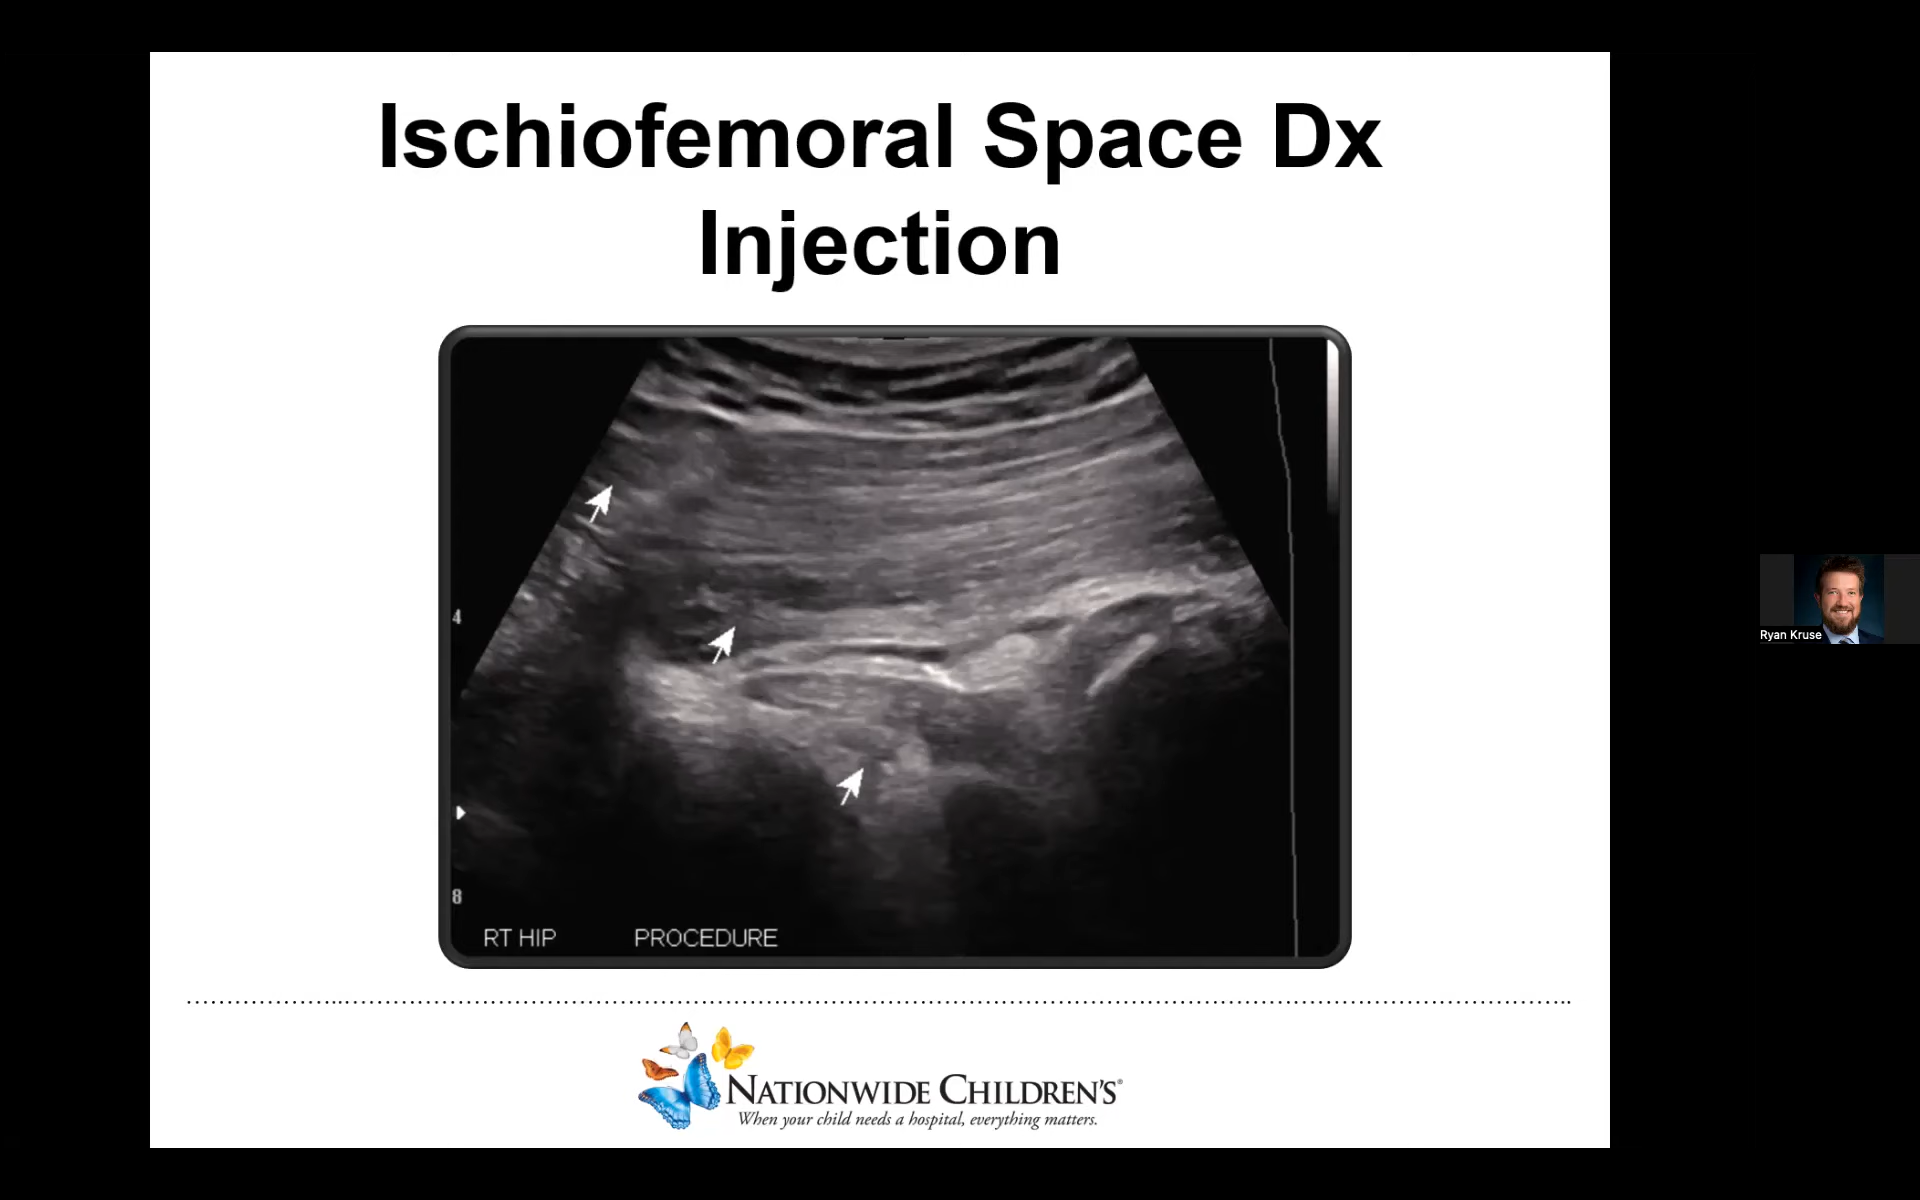 Ischiofemoral Space Dx
Injection
4
8
RT HIP PROCEDURE
Ryan Kruse
NATIONWIDE CHILDREN'S®
When your child needs a hospital, everything matters.